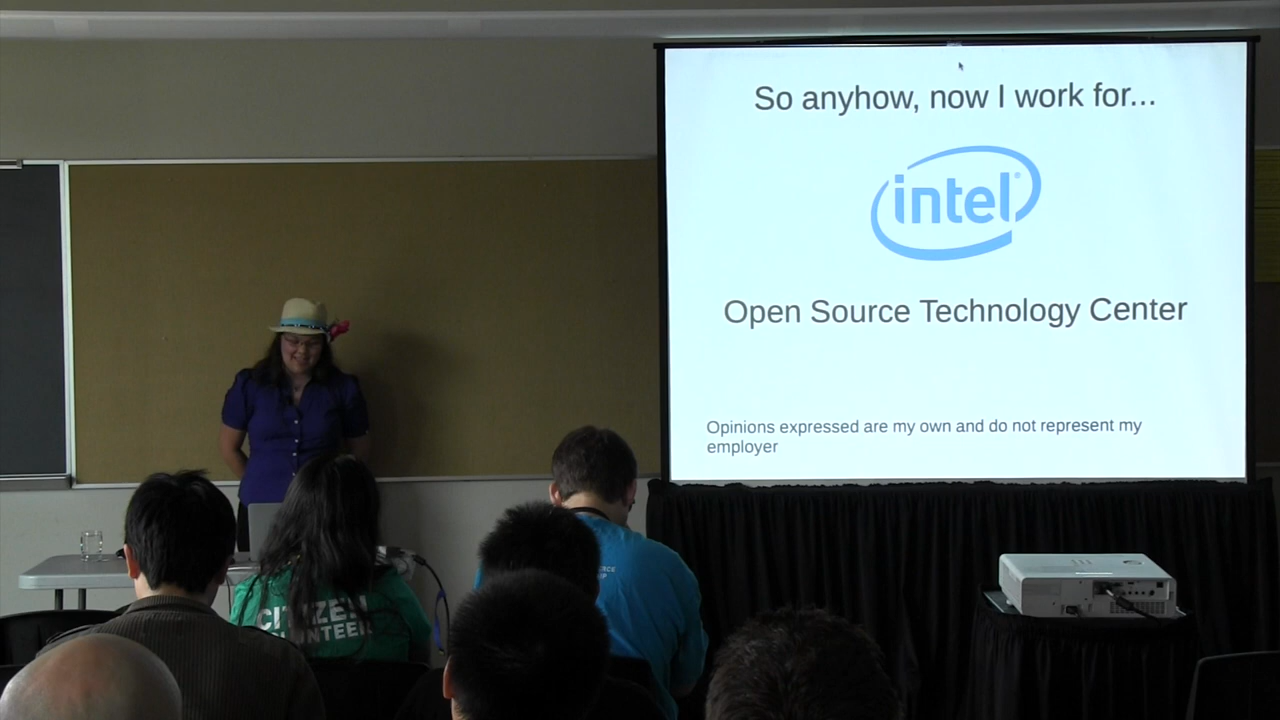 So anyhow, now I work for...
intel®
Open Source Technology Center
Opinions expressed are my own and do not represent my
employer
CITIZEN